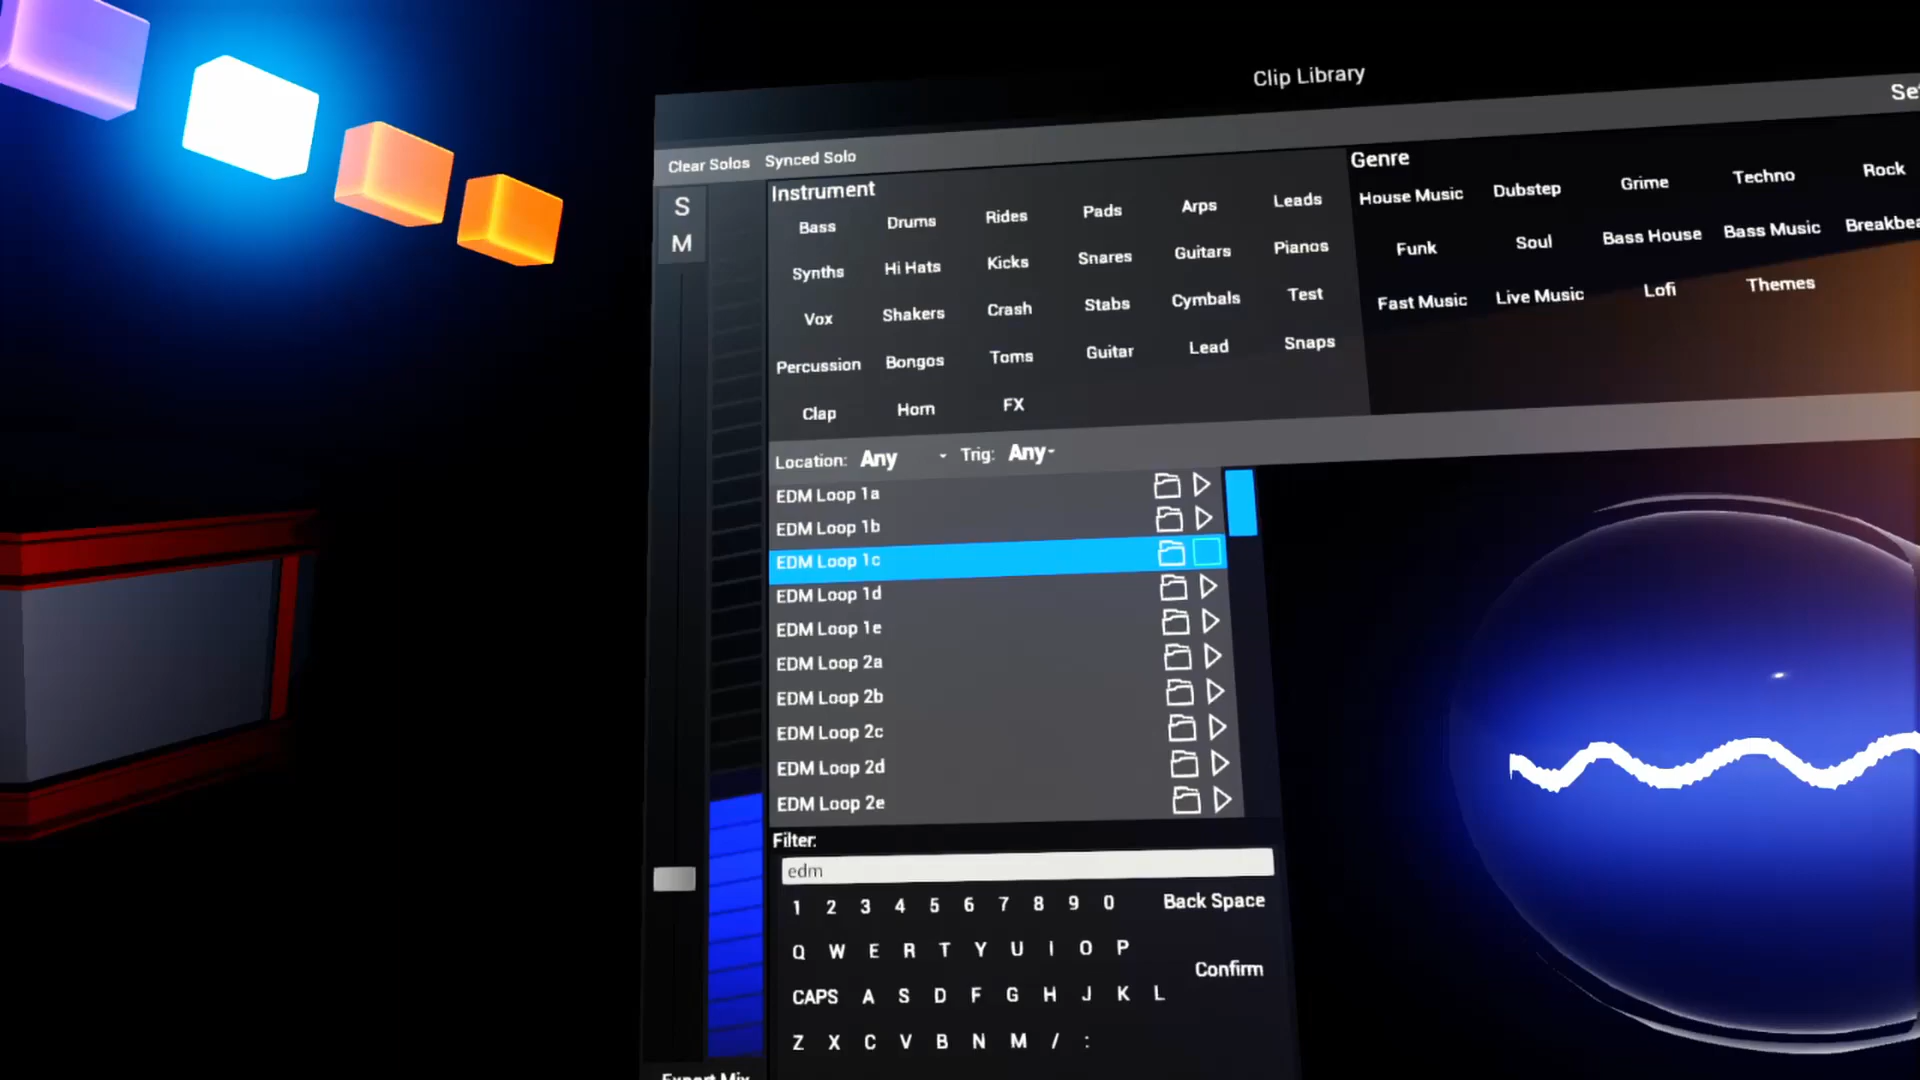 Clip Library
Clear Solos Synced Solo
S
M
Instrument
Bass Drums Rides Pads Arps Leads
Synths Hi Hats Kicks Snares Guitars Pianos
Vox Shakers Crash Stabs Cymbals Test
Percussion Bongos Toms Guitar Lead Snaps
Clap Horn FX
Genre
House Music Dubstep Grime Techno Rock
Funk Soul Bass House Bass Music
Fast Music Live Music Lofi Themes
Location: Any Trig: Any
EDM Loop 1a
EDM Loop 1b
EDM Loop 1c
EDM Loop 1d
EDM Loop 1e
EDM Loop 2a
EDM Loop 2b
EDM Loop 2c
EDM Loop 2d
EDM Loop 2e
Filter:
edm
1 2 3 4 5 6 7 8 9 0 Back Space
Q W E R T Y U I O P
Confirm
CAPS A S D F G H J K L
Z X C V B N M / :